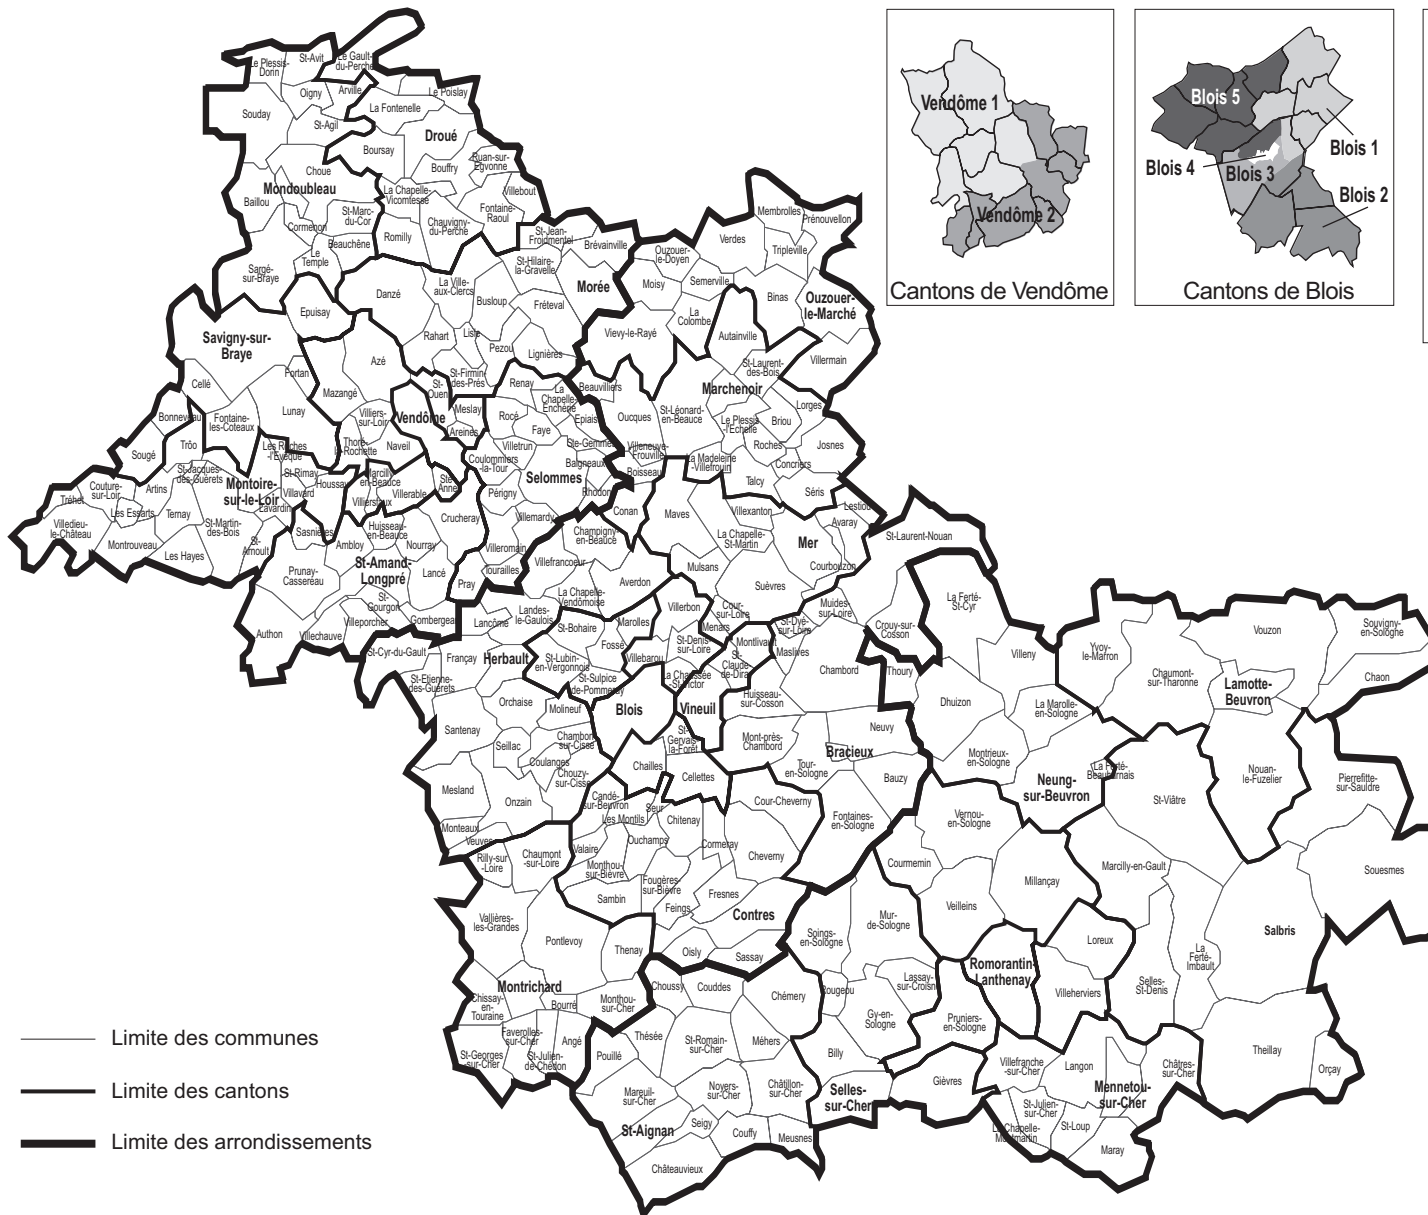 Le Plessis-
Dorin
St-Avit
Le Gault-
du-Perche
Oigny
Arville
Le Poislay
Souday
La Fontenelle
St-Agil
Droué
Boursay
Bouffry
Ruan-sur-
Egvonne
Choue
Mondoubleau
La Chapelle-
Vicomtesse
Villebout
Baillou
St-Marc-
du-Cor
Cormenon
Fontaine-
Raoul
Chauvigny-
du-Perche
Beauchêne
Romilly
Le
Temple
Sargé-
sur-Braye
St-Jean-
Froidmentel
Brévainville
St-Hilaire-
la-Gravelle
Danzé
La Ville-
aux-Clercs
Busloup
Morée
Fréteval
Epuisay
Savigny-sur-
Braye
Rahart
Lisle
Pezou
Lignières
Azé
Fortan
Cellé
Mazangé
St-Firmin-
des-Prés
St-
Ouen
Renay
La
Chapelle-
Enchérie
Lunay
Bonneveau
Fontaine-
les-Coteaux
Villiers-
sur-Loir
Vendôme
Meslay
Areines
Rocé
Faye
Epiais
Sougé
Trôo
Les Roches
-l'Evêque
Thoré-
la-Rochette
Naveil
Villetrun
Ste-Gemmes
Coulommiers
-la-Tour
Baigneaux
Selommes
Rhodon
St-Jacques-
des-Guérets
Montoire-
sur-le-Loir
St-Rimay
Houssay
Marcilly-
en-Beauce
Ste
Anne
Villavard
Villiersfaux
Villerable
Périgny
Couture-
sur-Loir
Artins
Tréhet
Les Essarts
Ternay
Lavardin
Villedieu-
le-Château
St-Martin-
des-Bois
Sasnières
Huisseau-
en-Beauce
Crucheray
Villemardy
Montrouveau
Les Hayes
St-
Arnoult
Ambloy
Nourray
Villeromain
St-Amand-
Longpré
Prunay-
Cassereau
Lancé
Pray
Tourailles
St-
Gourgon
Villeporcher
Gombergean
Authon
Villechauve
Membrolles
Prénouvellon
Verdes
Tripleville
Ouzouer-
le-Doyen
Moisy
Semerville
Binas
Ouzouer-
le-Marché
La
Colombe
Vievy-le-Rayé
Autainville
Villermain
St-Laurent-
des-Bois
Marchenoir
Beauvilliers
Oucques
St-Léonard-
en-Beauce
Lorges
Le Plessis
-l'Echelle
Briou
Roches
Josnes
Villeneuve-
Frouville
Boisseau
La Madeleine
-Villefrouin
Concriers
Talcy
Séris
Conan
Maves
Villexanton
Lestiou
Avaray
Champigny-
en-Beauce
La Chapelle-
St-Martin
Mer
St-Laurent-Nouan
Villefrancoeur
Mulsans
Suèvres
Courbouzon
Averdon
La Chapelle-
Vendômoise
Villerbon
Cour-
sur-Loire
Muides-
sur-Loire
La Ferté-
St-Cyr
Landes-
le-Gaulois
Lancôme
St-Bohaire
Marolles
Menars
St-Dyé-
sur-Loire
Crouy-sur-
Cosson
St-Cyr-du-Gault
Françay
Herbault
Fossé
St-Denis-
sur-Loire
Montlivault
Maslives
Villebarou
St-
Claude-
de-Diray
Chambord
Thoury
Villeny
St-Lubin-
en-Vergonnois
St-Etienne-
des-Guérets
St-Sulpice
de-Pommeray
La Chaussée
-St-Victor
Huisseau-
sur-Cosson
Orchaise
Molineuf
Blois
Vineuil
Dhuizon
La Marolle-
en-Sologne
Santenay
Seillac
Chambon-
sur-Cisse
St-
Gervais-
la-Forêt
Mont-près-
Chambord
Neuvy
Bracieux
Coulanges
Chouzy-
sur-Cisse
Chailles
Cellettes
Tour-
en-Sologne
Bauzy
Montrieux-
en-Sologne
Mesland
Onzain
Candé-
sur-Beuvron
Seur
Cour-Cheverny
Fontaines-
en-Sologne
Neung-
sur-Beuvron
La Ferté-
Beauharnais
Monteaux
Veuves
Les Montils
Chitenay
Vernou-
en-Sologne
Rilly-sur
-Loire
Chaumont
-sur-Loire
Valaire
Ouchamps
Cormeray
Cheverny
Monthou-
sur-Bièvre
Courmemin
Millançay
Sambin
Fougères-
sur-Bièvre
Fresnes
Feings
Contres
Veilleins
Vallières-
les-Grandes
Pontlevoy
Thenay
Oisly
Sassay
Soings-
en-Sologne
Mur-
de-Sologne
Yvoy-
le-Marron
Vouzon
Souvigny-
en-Sologne
Chaumont-
sur-Tharonne
Lamotte-
Beuvron
Chaon
Nouan-
le-Fuzelier
Pierrefitte-
sur-Sauldre
St-Viâtre
Marcilly-en-Gault
Souesmes
Salbris
Loreux
Romorantin-
Lanthenay
La
Ferté-
Imbault
Selles-
St-Denis
Villeherviers
Montrichard
Chissay-
en-
Touraine
Bourré
Monthou-
sur-Cher
Choussy
Couddes
Chémery
Rougeou
Lassay-
sur-Croisne
Gy-en-
Sologne
Pruniers-
en-Sologne
Faverolles-
sur-Cher
Angé
Thésée
St-Romain-
sur-Cher
Méhers
St-Georges
-sur-Cher
St-Julien-
de-Chédon
Pouillé
Billy
Gièvres
Villefranche
-sur-Cher
Langon
Châtres-
sur-Cher
Theillay
Orçay
Mareuil-
sur-Cher
Noyers-
sur-Cher
Châtillon-
sur-Cher
Selles-
sur-Cher
Mennetou-
sur-Cher
St-Julien-
sur-Cher
St-Loup
La Chapelle-
Montmartin
Maray
St-Aignan
Seigy
Couffy
Meusnes
Châteauvieux
Vendôme 1
Vendôme 2
Cantons de Vendôme
Blois 5
Blois 1
Blois 4
Blois 3
Blois 2
Cantons de Blois
Limite des communes
Limite des cantons
Limite des arrondissements